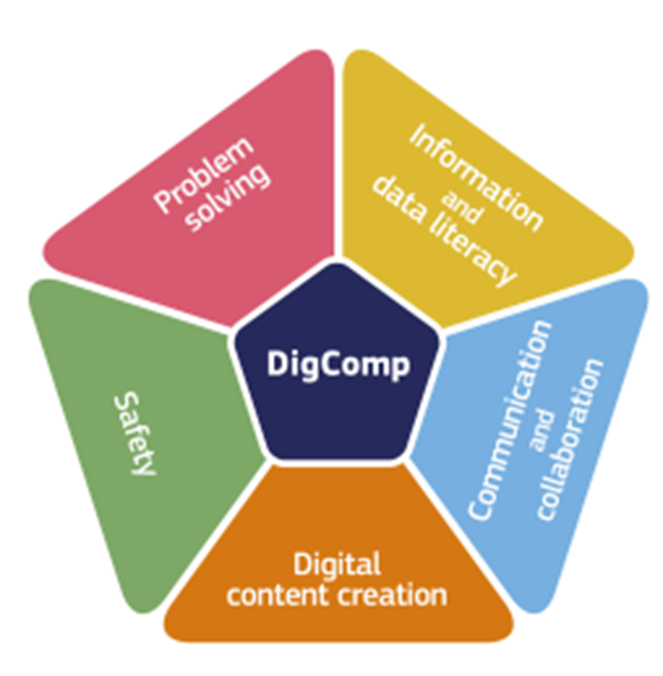 Problem
solving
Information
and
data literacy
DigComp
Safety
Communication
and
collaboration
Digital
content creation